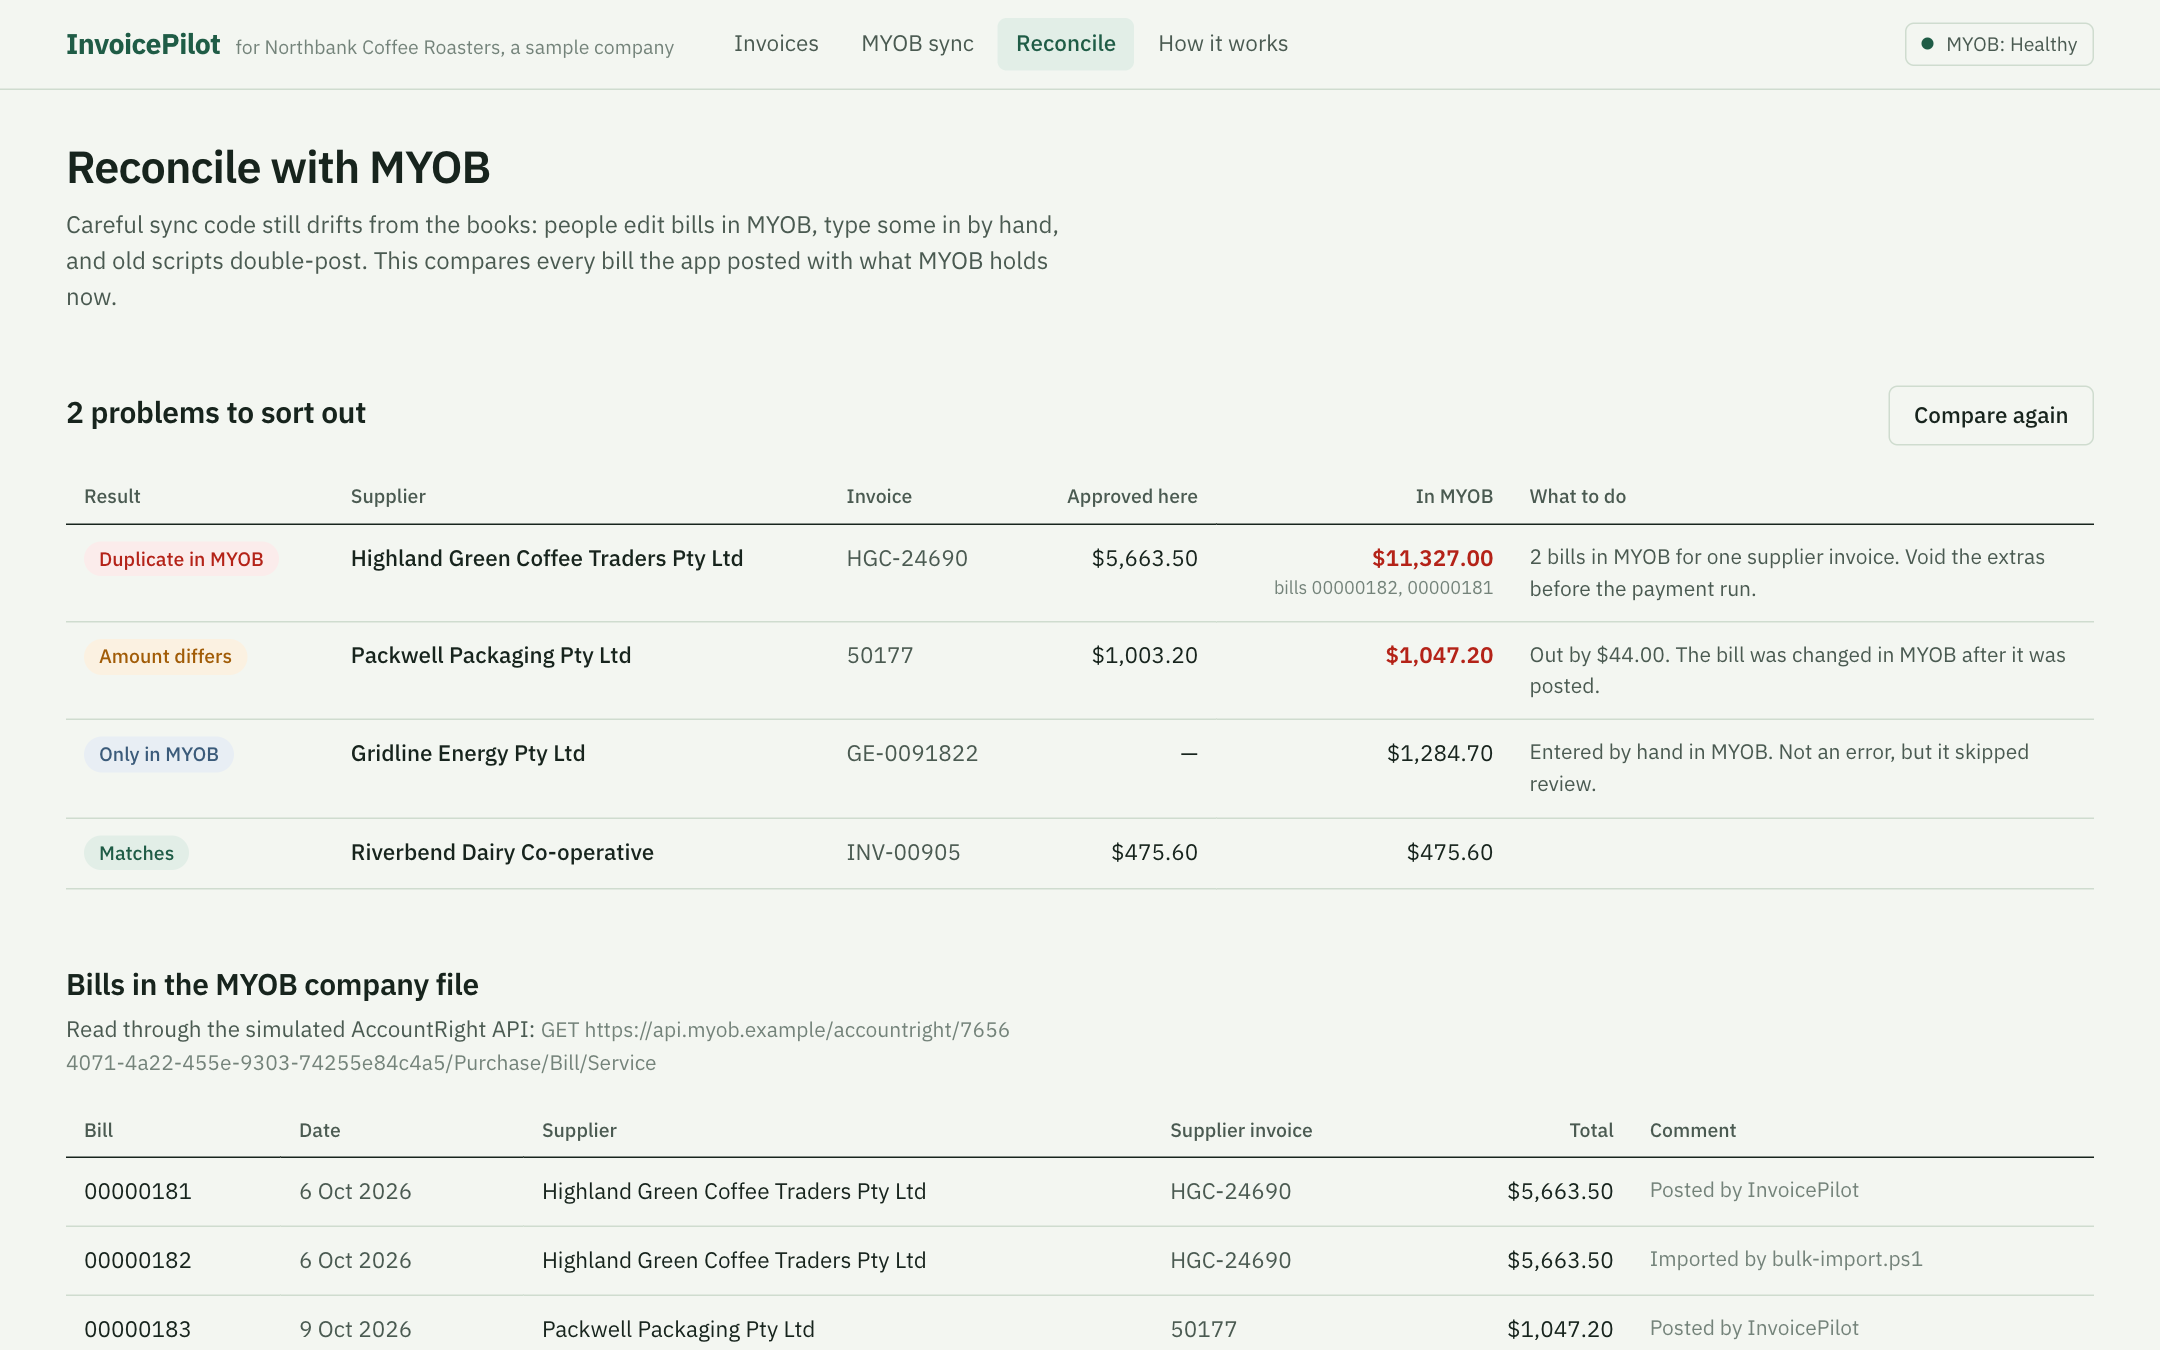 InvoicePilot for Northbank Coffee Roasters, a sample company Invoices MYOB sync Reconcile How it works MYOB: Healthy
Reconcile with MYOB
Careful sync code still drifts from the books: people edit bills in MYOB, type some in by hand,
and old scripts double-post. This compares every bill the app posted with what MYOB holds
now.
2 problems to sort out Compare again
Result Supplier Invoice Approved here In MYOB What to do
Duplicate in MYOB Highland Green Coffee Traders Pty Ltd HGC-24690 $5,663.50 $11,327.00 2 bills in MYOB for one supplier invoice. Void the extras
bills 00000182, 00000181 before the payment run.
Amount differs Packwell Packaging Pty Ltd 50177 $1,003.20 $1,047.20 Out by $44.00. The bill was changed in MYOB after it was
posted.
Only in MYOB Gridline Energy Pty Ltd GE-0091822 — $1,284.70 Entered by hand in MYOB. Not an error, but it skipped
review.
Matches Riverbend Dairy Co-operative INV-00905 $475.60 $475.60
Bills in the MYOB company file
Read through the simulated AccountRight API: GET https://api.myob.example/accountright/7656
4071-4a22-455e-9303-74255e84c4a5/Purchase/Bill/Service
Bill Date Supplier Supplier invoice Total Comment
00000181 6 Oct 2026 Highland Green Coffee Traders Pty Ltd HGC-24690 $5,663.50 Posted by InvoicePilot
00000182 6 Oct 2026 Highland Green Coffee Traders Pty Ltd HGC-24690 $5,663.50 Imported by bulk-import.ps1
00000183 9 Oct 2026 Packwell Packaging Pty Ltd 50177 $1,047.20 Posted by InvoicePilot